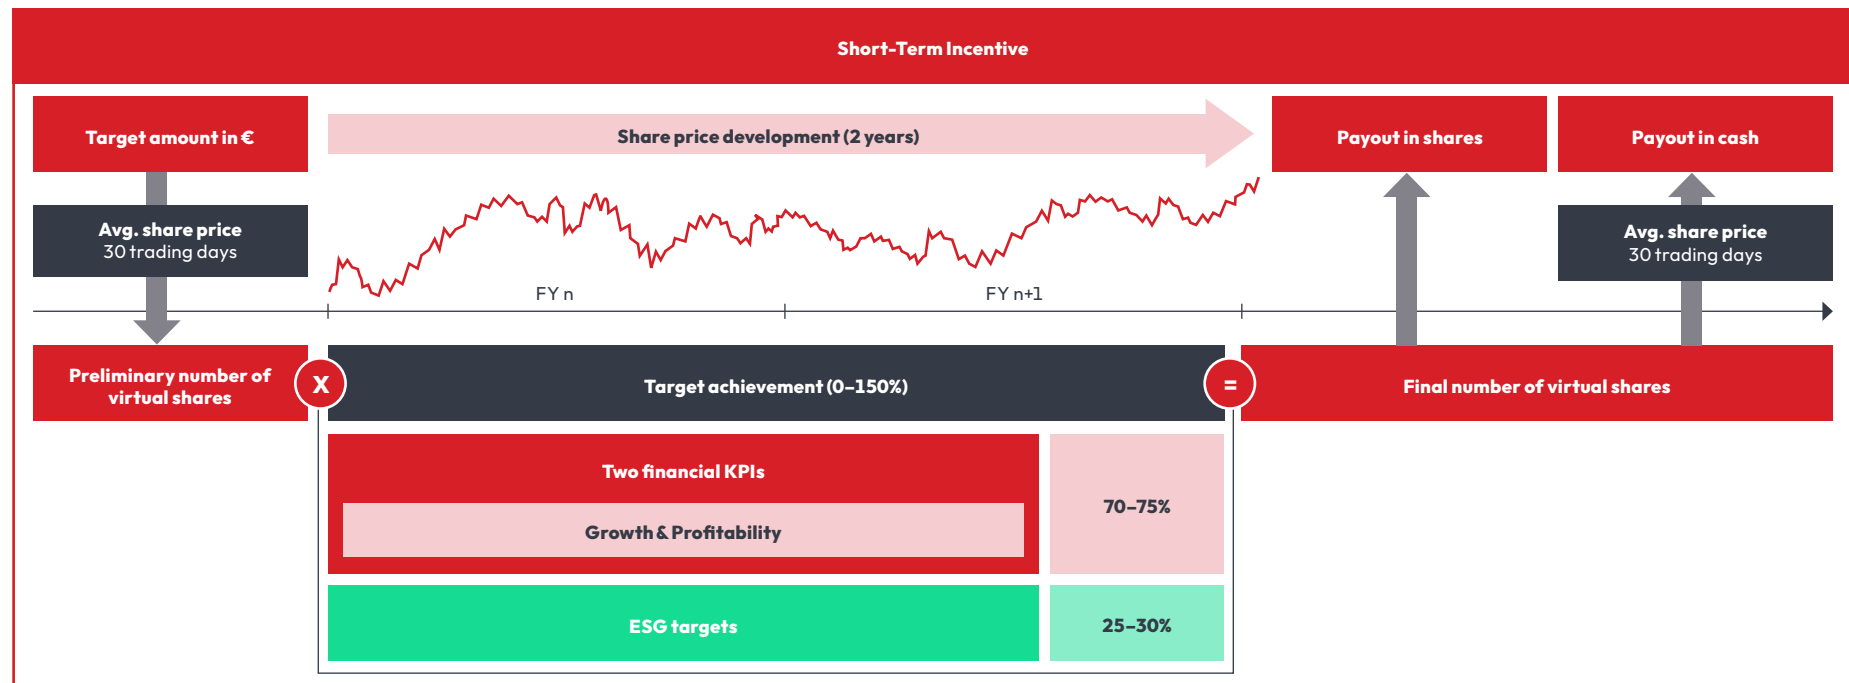 Short-Term Incentive
Target amount in €
Share price development (2 years)
Payout in shares
Payout in cash
Avg. share price
30 trading days
Avg. share price
30 trading days
FY n
FY n+1
Preliminary number of
virtual shares
X
Target achievement (0–150%)
=
Final number of virtual shares
Two financial KPIs
70–75%
Growth & Profitability
ESG targets
25–30%